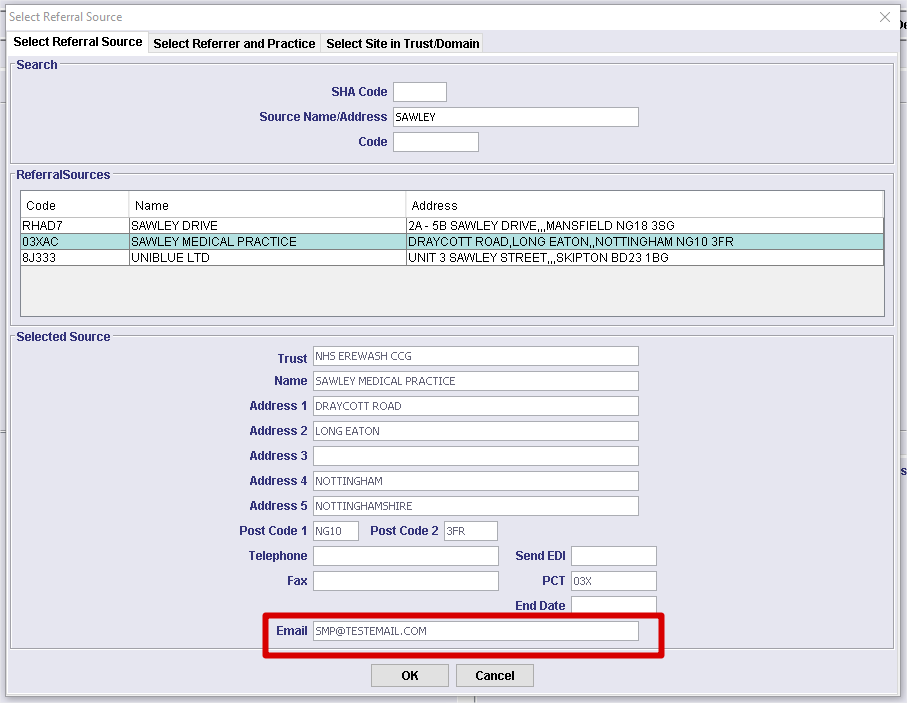 Select Referral Source
Select Referral Source Select Referrer and Practice Select Site in Trust/Domain
Search
SHA Code
Source Name/Address SAWLEY
Code
ReferralSources
Code Name Address
RHAD7 SAWLEY DRIVE 2A - 5B SAWLEY DRIVE,,,MANSFIELD NG18 3SG
03XAC SAWLEY MEDICAL PRACTICE DRAYCOTT ROAD,LONG EATON,,NOTTINGHAM NG10 3FR
8J333 UNIBLUE LTD UNIT 3 SAWLEY STREET,,,SKIPTON BD23 1BG
Selected Source
Trust NHS EREWASH CCG
Name SAWLEY MEDICAL PRACTICE
Address 1 DRAYCOTT ROAD
Address 2 LONG EATON
Address 3
Address 4 NOTTINGHAM
Address 5 NOTTINGHAMSHIRE
Post Code 1 NG10 Post Code 2 3FR
Telephone Send EDI
Fax PCT 03X
End Date
Email SMP@TESTEMAIL.COM
OK Cancel